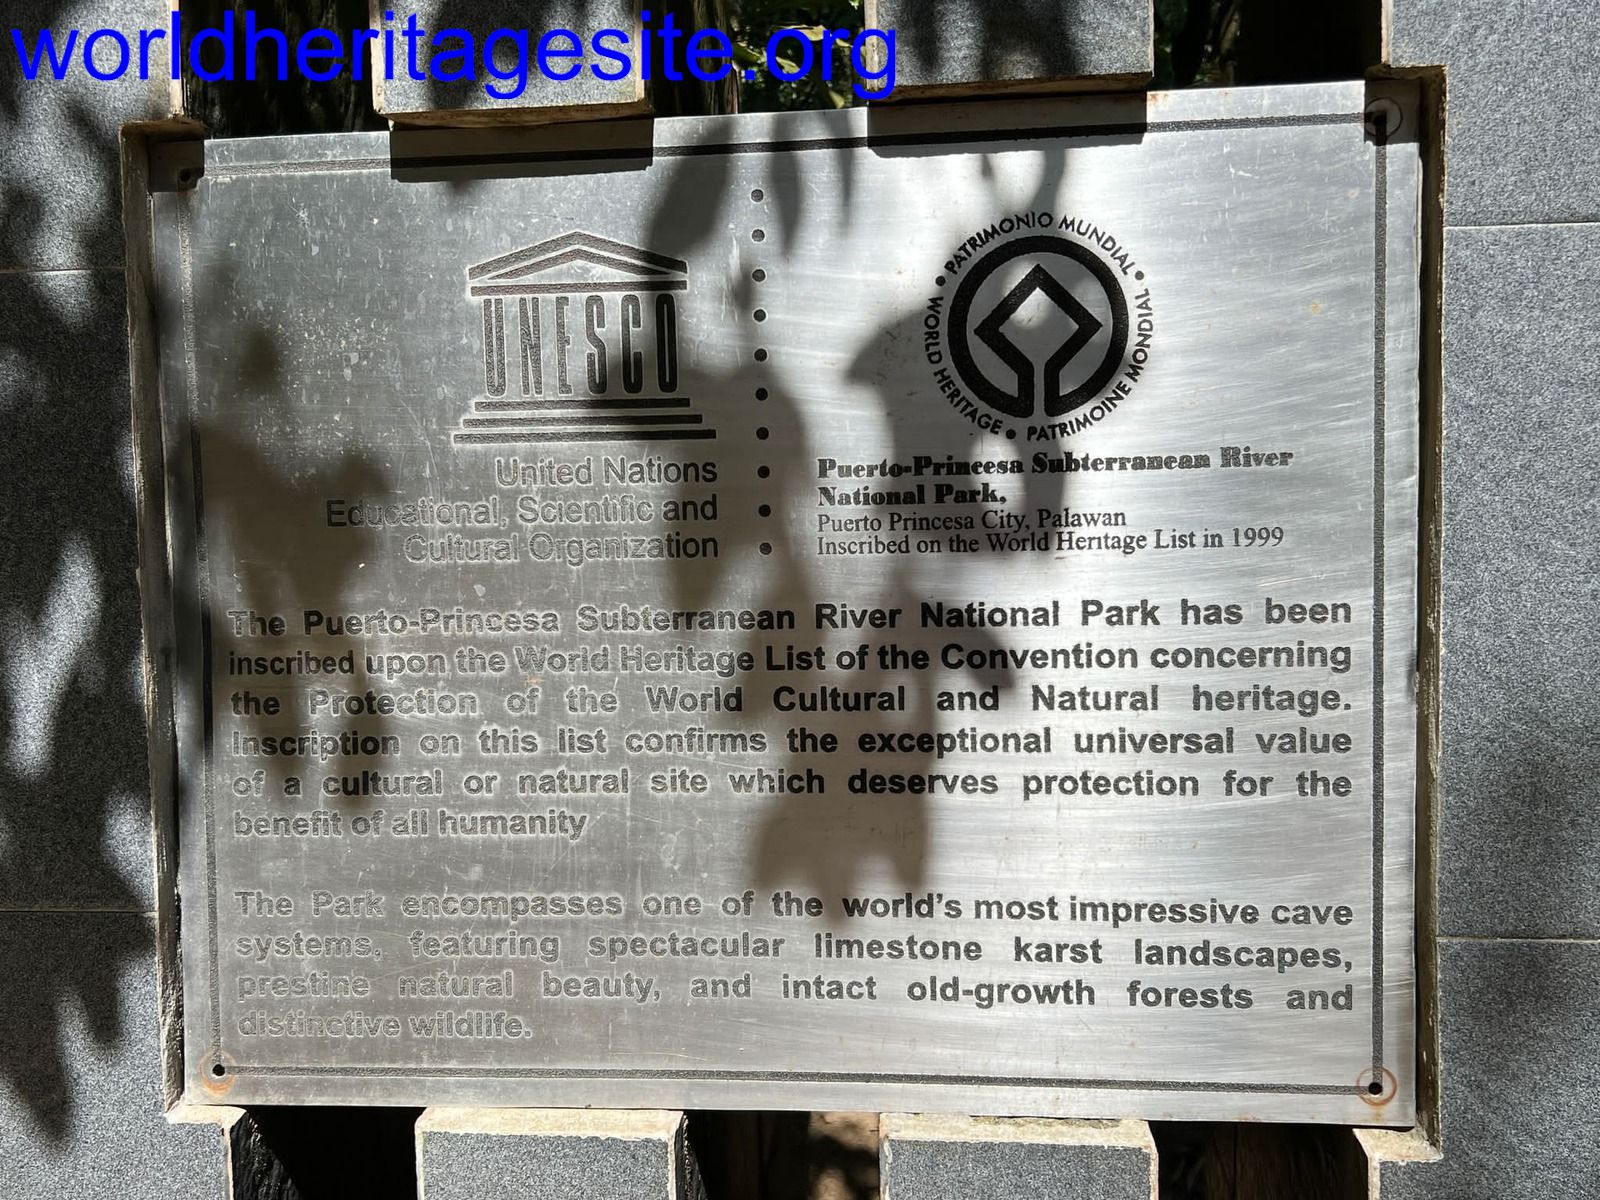 worldheritagesite.org
UNESCO
United Nations
Educational, Scientific and
Cultural Organization
PATRIMONIO MUNDIAL • PATRIMOINE MONDIAL • WORLD HERITAGE •
Puerto-Princesa Subterranean River
National Park,
Puerto Princesa City, Palawan
Inscribed on the World Heritage List in 1999
The Puerto-Princesa Subterranean River National Park has been
inscribed upon the World Heritage List of the Convention concerning
the Protection of the World Cultural and Natural heritage.
Inscription on this list confirms the exceptional universal value
of a cultural or natural site which deserves protection for the
benefit of all humanity
The Park encompasses one of the world's most impressive cave
systems, featuring spectacular limestone karst landscapes,
prestine natural beauty, and intact old-growth forests and
distinctive wildlife.